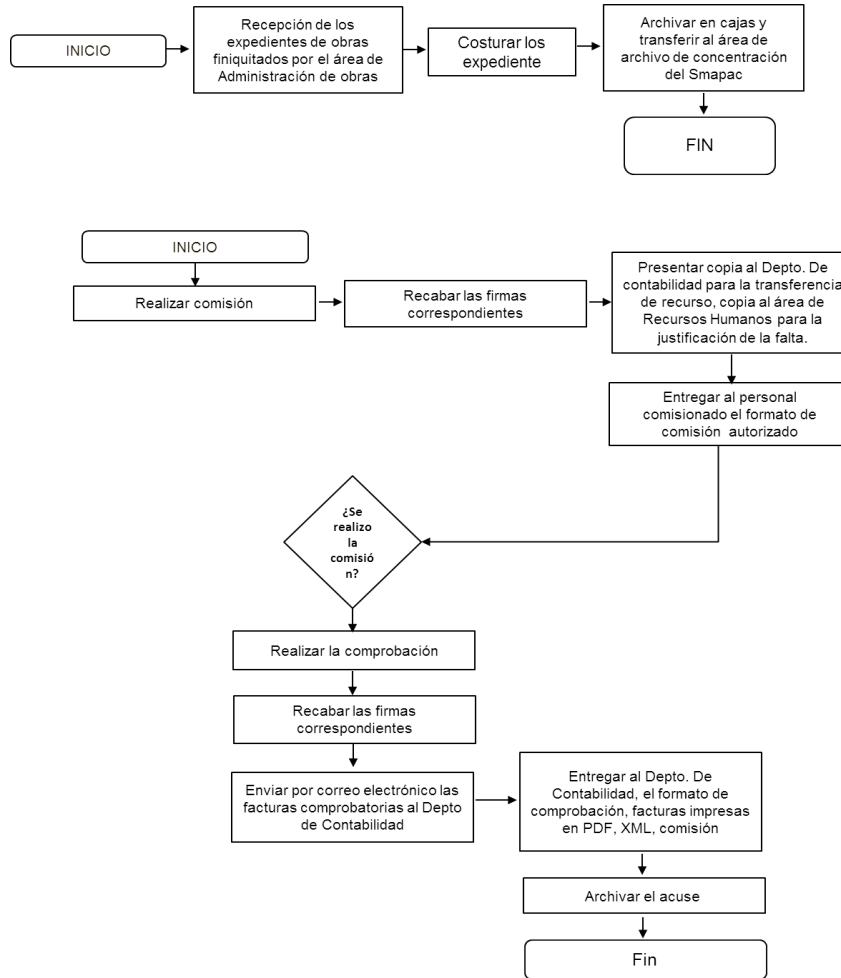 INICIO
Recepción de los
expedientes de obras
finiquitados por el área de
Administración de obras
Costurar los
expediente
Archivar en cajas y
transferir al área de
archivo de concentración
del Smapac
FIN
INICIO
Realizar comisión
Recabar las firmas
correspondientes
Presentar copia al Depto. De
contabilidad para la transferencia
de recurso, copia al área de
Recursos Humanos para la
justificación de la falta.
Entregar al personal
comisionado el formato de
comisión autorizado
¿Se
realizo
la
comisió
n?
Realizar la comprobación
Recabar las firmas
correspondientes
Enviar por correo electrónico las
facturas comprobatorias al Depto
de Contabilidad
Entregar al Depto. De
Contabilidad, el formato de
comprobación, facturas impresas
en PDF, XML, comisión
Archivar el acuse
Fin